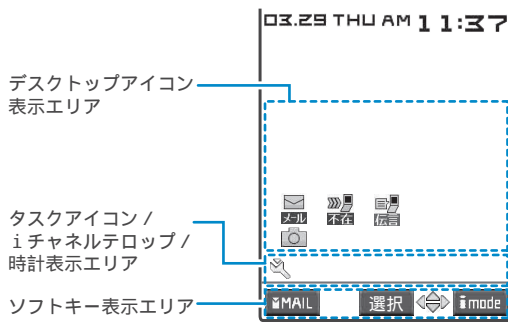 03.29 THU AM 11:37
デスクトップアイコン
表示エリア
メール 不在 伝言
タスクアイコン /
iチャネルテロップ /
時計表示エリア
ソフトキー表示エリア
MAIL 選択 imode